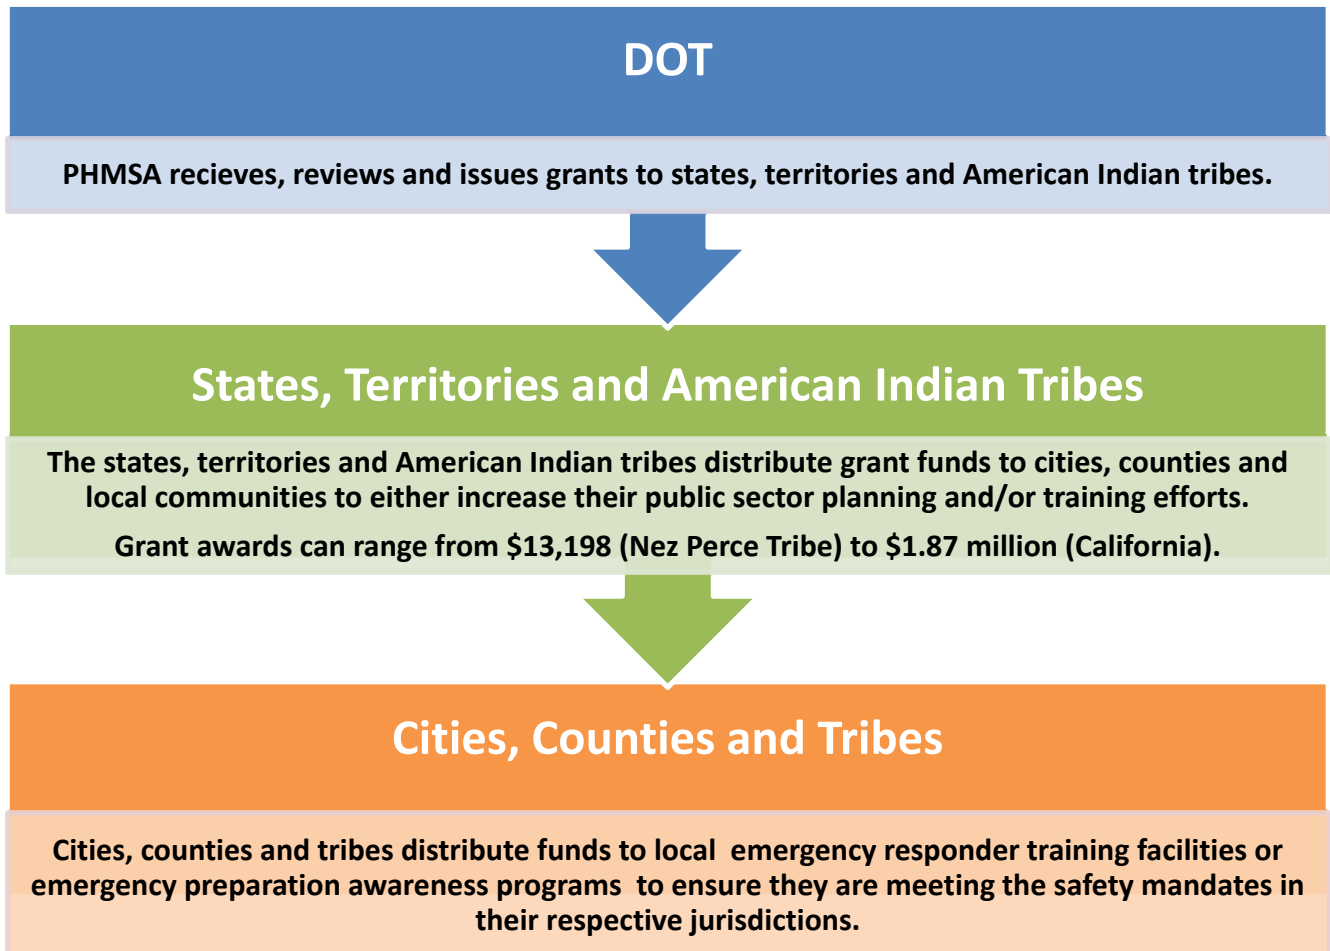 DOT
PHMSA recieves, reviews and issues grants to states, territories and American Indian tribes.
States, Territories and American Indian Tribes
The states, territories and American Indian tribes distribute grant funds to cities, counties and
local communities to either increase their public sector planning and/or training efforts.
Grant awards can range from $13,198 (Nez Perce Tribe) to $1.87 million (California).
Cities, Counties and Tribes
Cities, counties and tribes distribute funds to local  emergency responder training facilities or
emergency preparation awareness programs  to ensure they are meeting the safety mandates in
their respective jurisdictions.